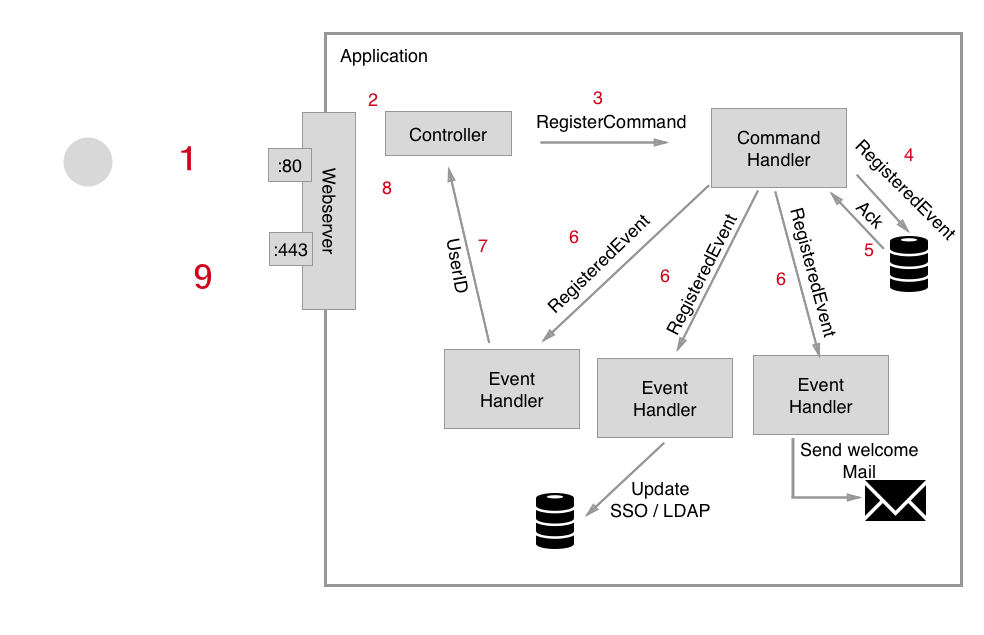 Application
2
3
RegisterCommand
Controller
Command
Handler
4
RegisteredEvent
1
:80
Webserver
8
Ack
5
:443
9
7
UserID
6
RegisteredEvent
6
RegisteredEvent
6
RegisteredEvent
Event
Handler
Event
Handler
Event
Handler
Send welcome
Mail
Update
SSO / LDAP